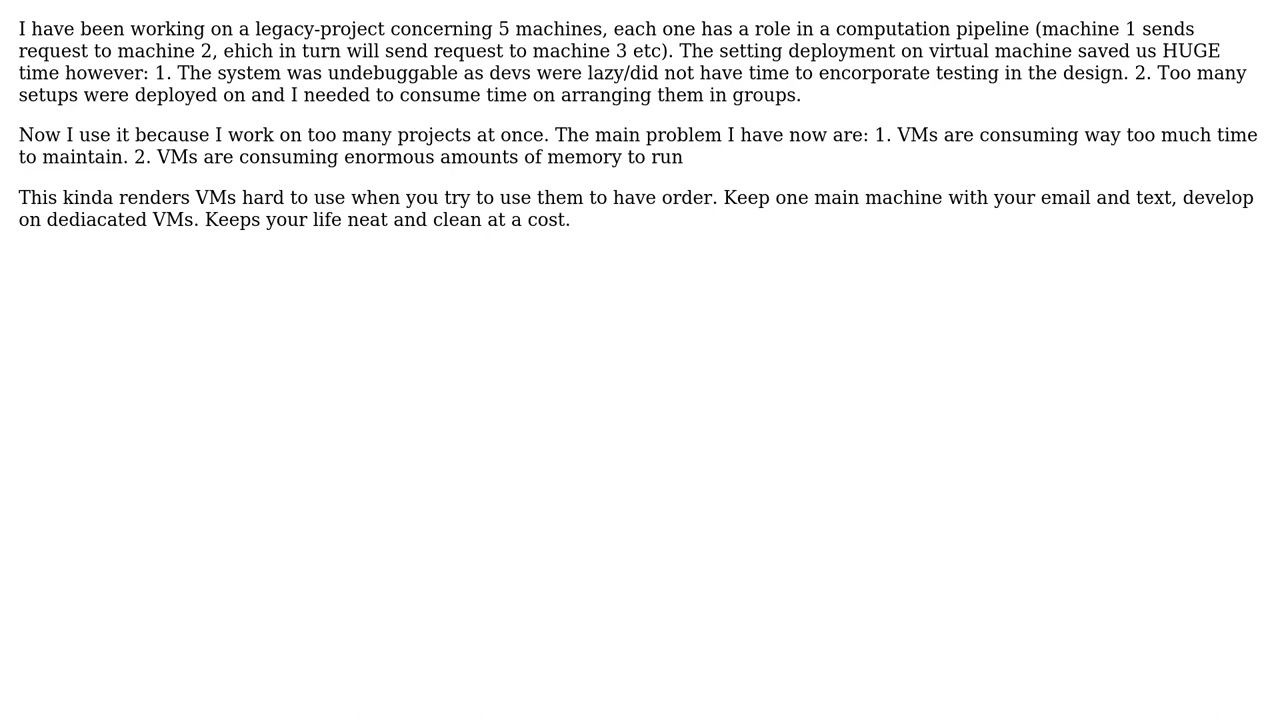 I have been working on a legacy-project concerning 5 machines, each one has a role in a computation pipeline (machine 1 sends
request to machine 2, ehich in turn will send request to machine 3 etc). The setting deployment on virtual machine saved us HUGE
time however: 1. The system was undebuggable as devs were lazy/did not have time to encorporate testing in the design. 2. Too many
setups were deployed on and I needed to consume time on arranging them in groups.
Now I use it because I work on too many projects at once. The main problem I have now are: 1. VMs are consuming way too much time
to maintain. 2. VMs are consuming enormous amounts of memory to run
This kinda renders VMs hard to use when you try to use them to have order. Keep one main machine with your email and text, develop
on dediacated VMs. Keeps your life neat and clean at a cost.